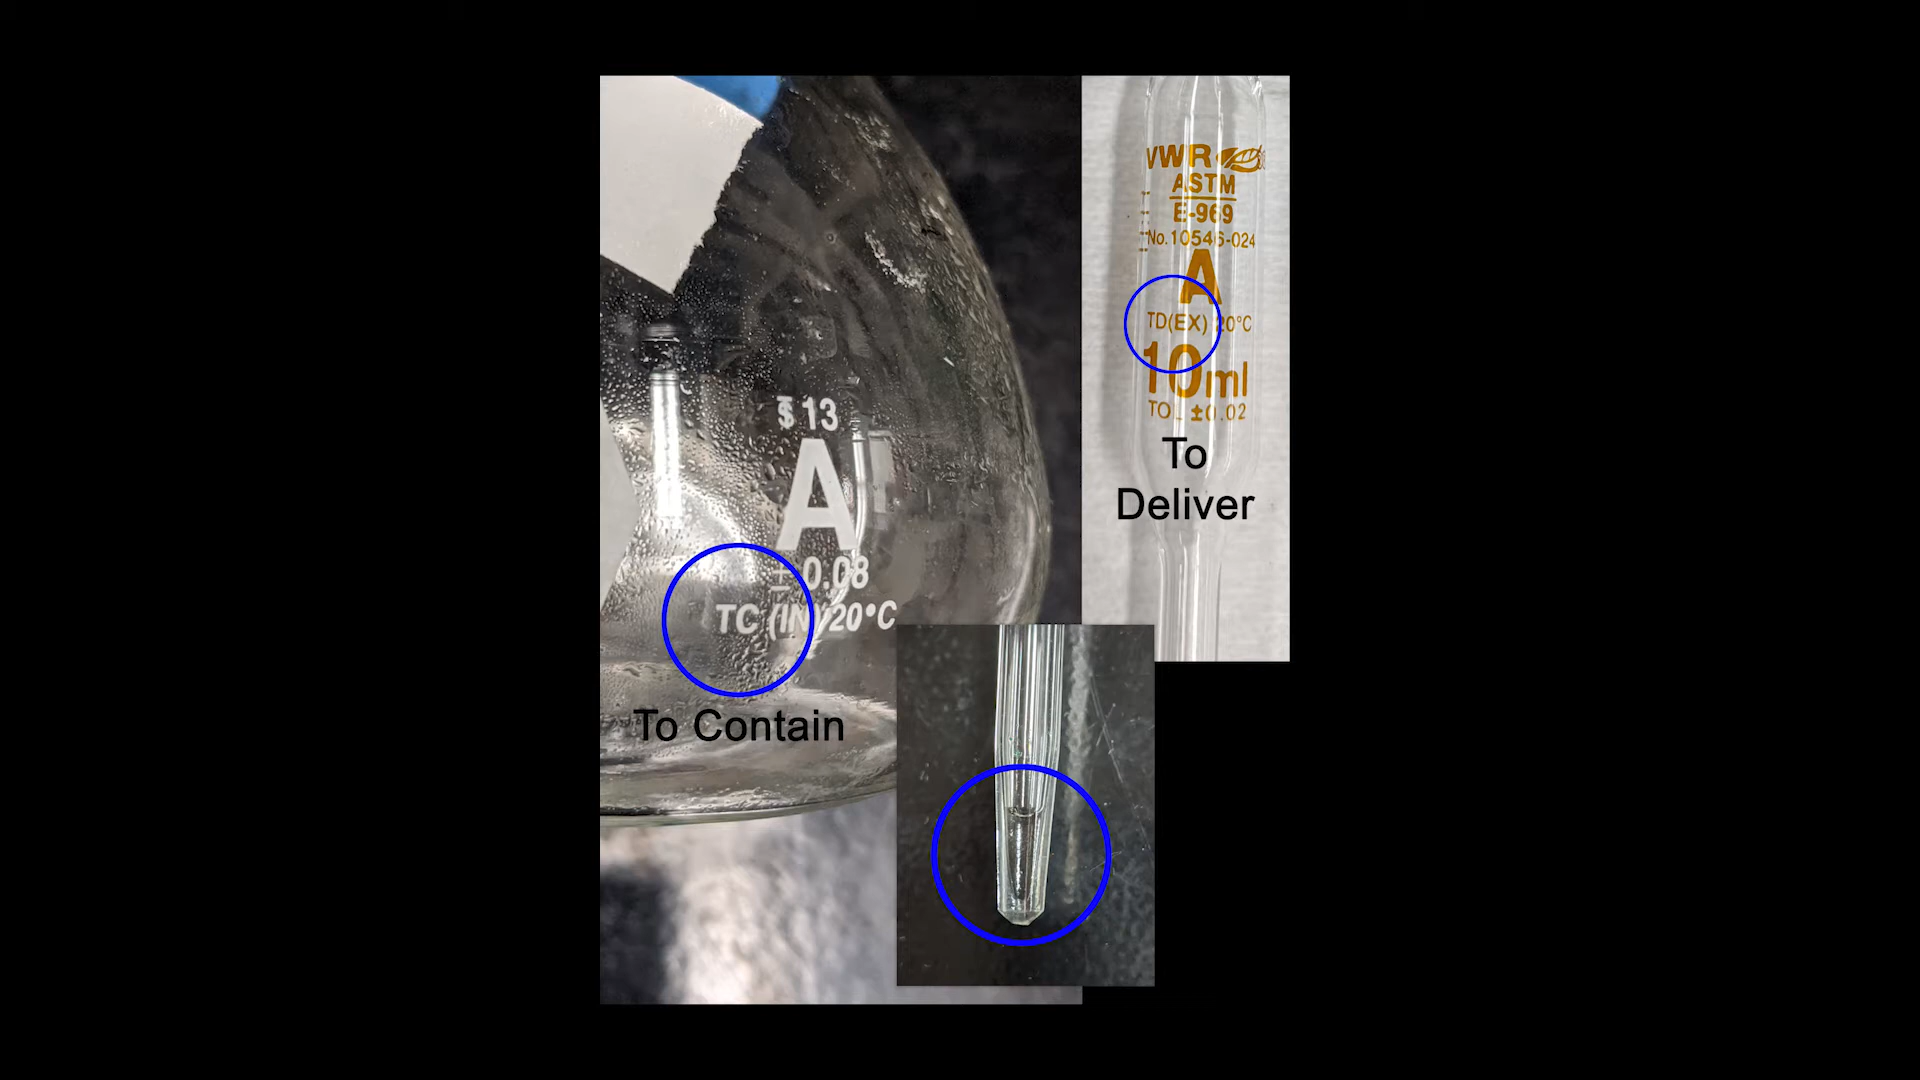 $ 13
A
± 0.08
TC (IN) 20°C
To Contain
VWR
ASTM
E-969
No.10546-024
A
TD(EX) 20°C
10ml
TOL ±0.02
To
Deliver